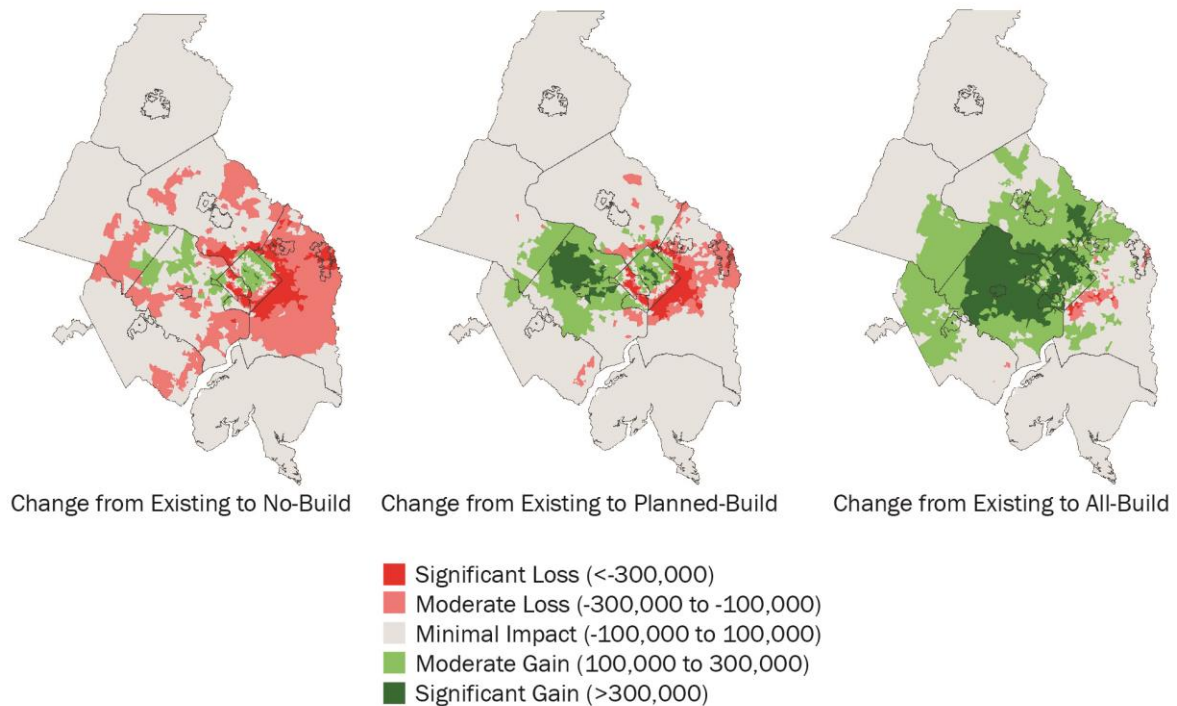 Change from Existing to No-Build
Change from Existing to Planned-Build
Change from Existing to All-Build
Significant Loss (<-300,000)
Moderate Loss (-300,000 to -100,000)
Minimal Impact (-100,000 to 100,000)
Moderate Gain (100,000 to 300,000)
Significant Gain (>300,000)